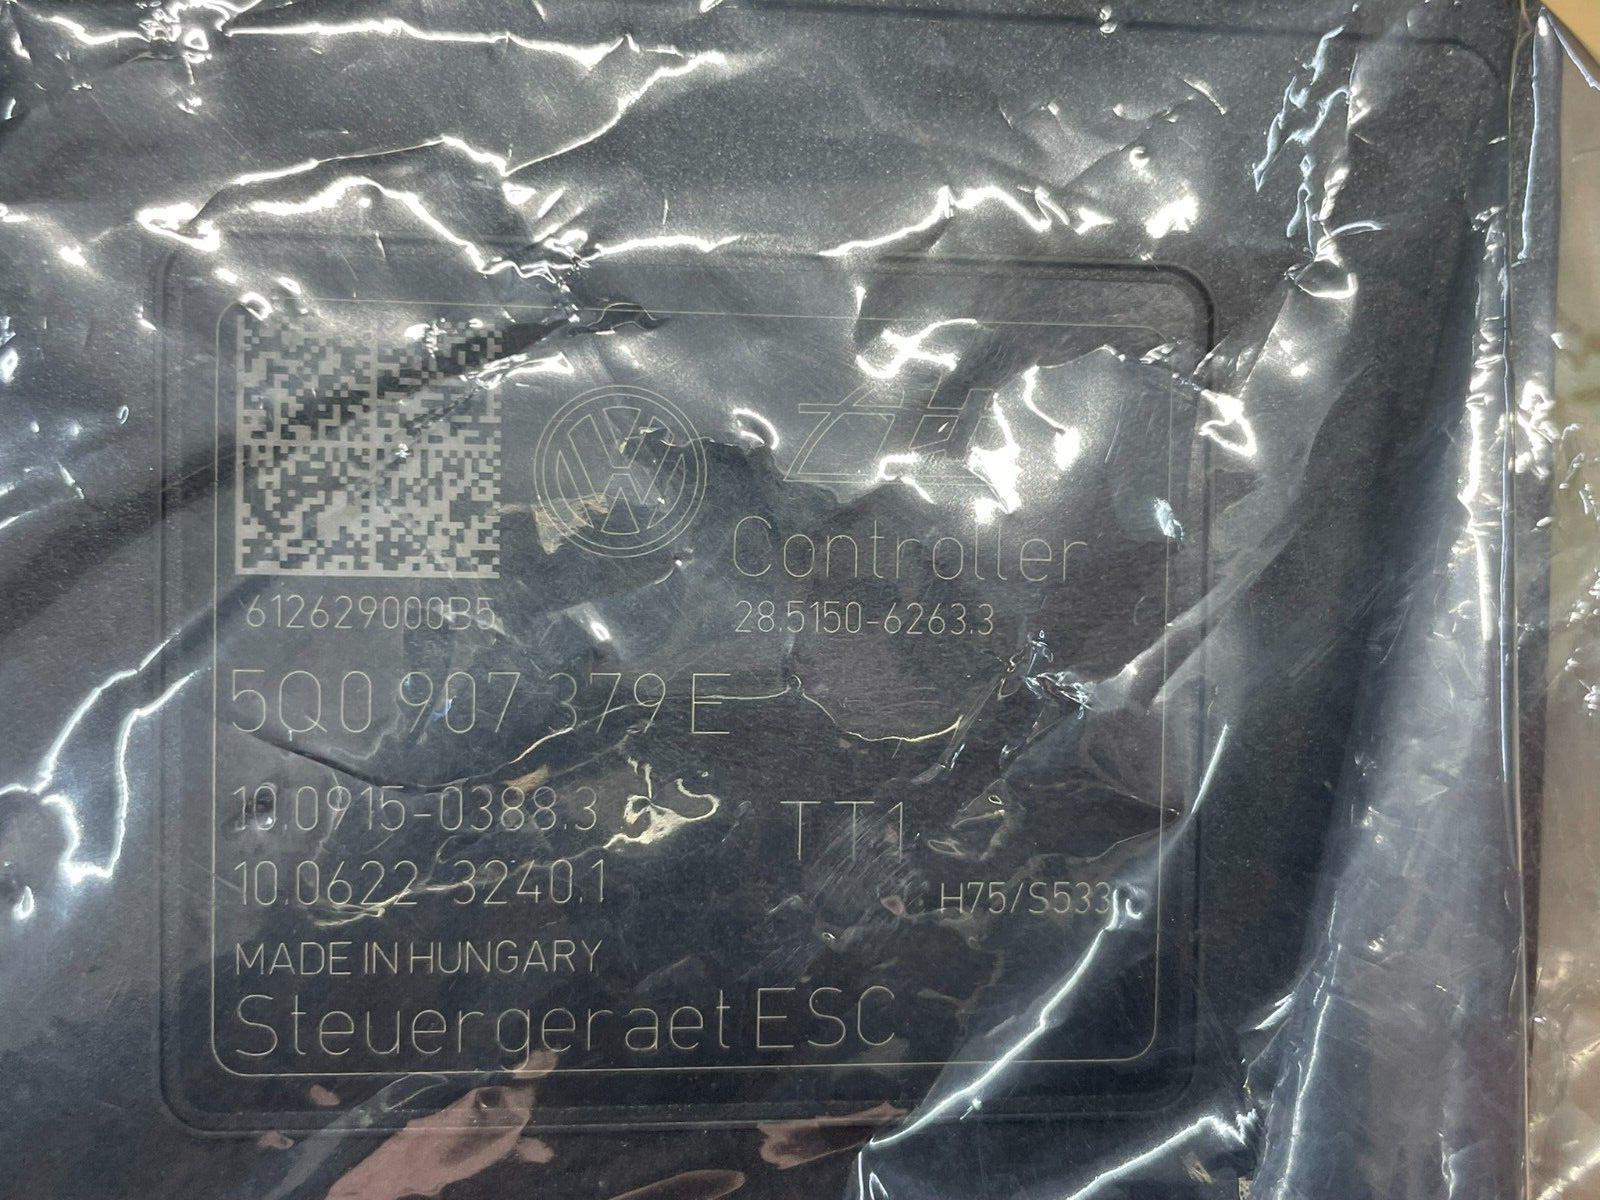 612629000B5
Controller
28.5150-6263.3
5Q0 907 379 E
10.0915-0388.3
TT1
10.0622-3240.1
H75/S533
MADE IN HUNGARY
Steuergeraet ESC